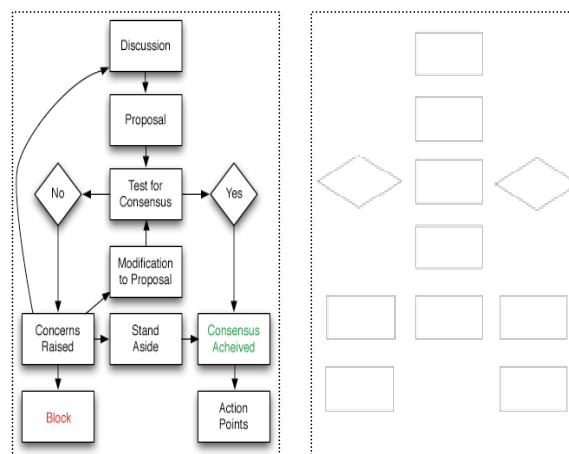 Discussion
Proposal
No
Test for
Consensus
Yes
Modification
to Proposal
Concerns
Raised
Stand
Aside
Consensus
Acheived
Block
Action
Points